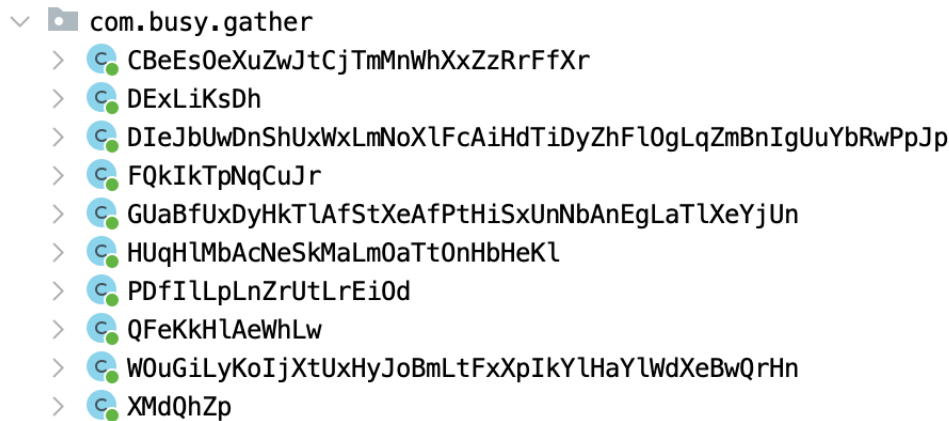 com.busy.gather
CBeEsOeXuZwJtCjTmMnWhXxZzRrFfXr
DExLiKsDh
DIeJbUwDnShUxWxLmNoXlFcAiHdTiDyZhFlOgLqZmBnIgUuYbRwPpJp
FQkIkTpNqCuJr
GUaBfUxDyHkTlAfStXeAfPtHiSxUnNbAnEgLaTlXeYjUn
HUqHlMbAcNeSkMaLmOaTtOnHbHeKl
PDfIlLpLnZrUtLrEiOd
QFeKkHlAeWhLw
WOuGiLyKoIjXtUxHyJoBmLtFxXpIkYlHaYlWdXeBwQrHn
XMdQhZp